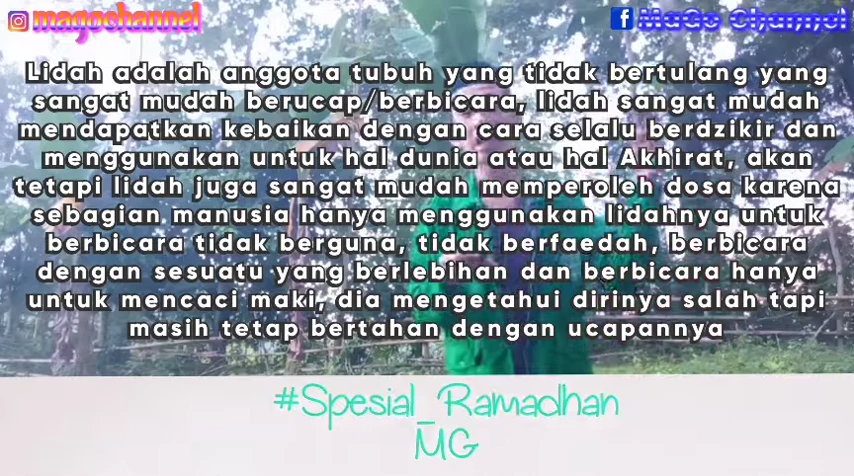 magochannel
MaGo Channel
Lidah adalah anggota tubuh yang tidak bertulang yang
sangat mudah berucap/berbicara, lidah sangat mudah
mendapatkan kebaikan dengan cara selalu berdzikir dan
menggunakan untuk hal dunia atau hal Akhirat, akan
tetapi lidah juga sangat mudah memperoleh dosa karena
sebagian manusia hanya menggunakan lidahnya untuk
berbicara tidak berguna, tidak berfaedah, berbicara
dengan sesuatu yang berlebihan dan berbicara hanya
untuk mencaci maki, dia mengetahui dirinya salah tapi
masih tetap bertahan dengan ucapannya
#Spesial_Ramadhan
MG